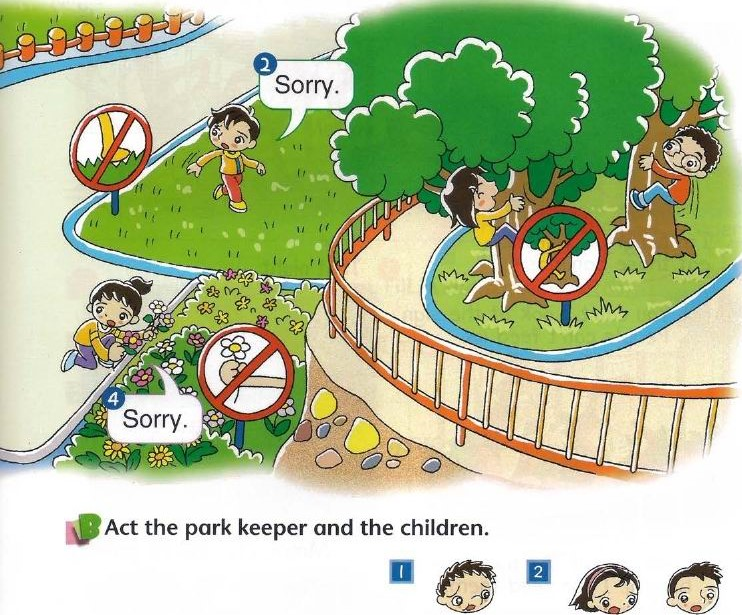 2
Sorry.
4
Sorry.
B Act the park keeper and the children.
1 2